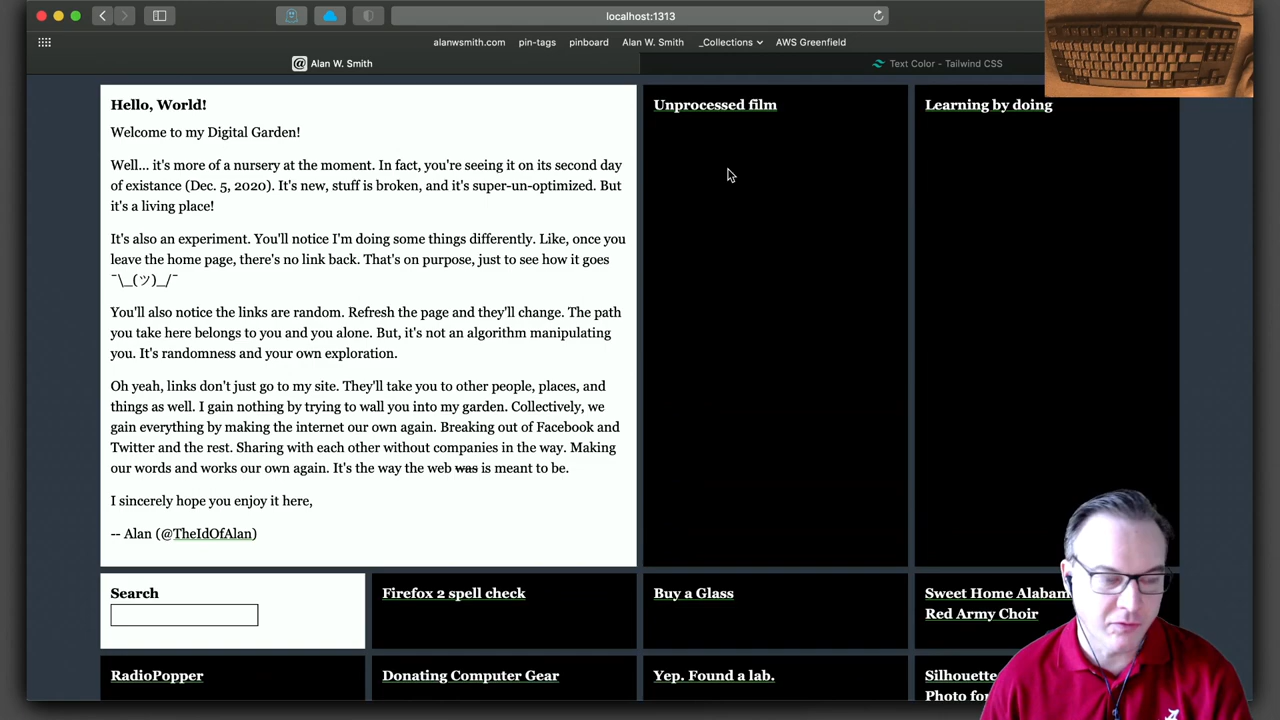 localhost:1313
alanwsmith.com pin-tags pinboard Alan W. Smith _Collections AWS Greenfield
Alan W. Smith
Text Color - Tailwind CSS
Hello, World!
Welcome to my Digital Garden!
Well... it's more of a nursery at the moment. In fact, you're seeing it on its second day
of existance (Dec. 5, 2020). It's new, stuff is broken, and it's super-un-optimized. But
it's a living place!
It's also an experiment. You'll notice I'm doing some things differently. Like, once you
leave the home page, there's no link back. That's on purpose, just to see how it goes
¯\_(ツ)_/¯
You'll also notice the links are random. Refresh the page and they'll change. The path
you take here belongs to you and you alone. But, it's not an algorithm manipulating
you. It's randomness and your own exploration.
Oh yeah, links don't just go to my site. They'll take you to other people, places, and
things as well. I gain nothing by trying to wall you into my garden. Collectively, we
gain everything by making the internet our own again. Breaking out of Facebook and
Twitter and the rest. Sharing with each other without companies in the way. Making
our words and works our own again. It's the way the web was is meant to be.
I sincerely hope you enjoy it here,
-- Alan (@TheIdOfAlan)
Unprocessed film
Learning by doing
Search
Firefox 2 spell check
Buy a Glass
Sweet Home Alabam
Red Army Choir
RadioPopper
Donating Computer Gear
Yep. Found a lab.
Silhouette
Photo for